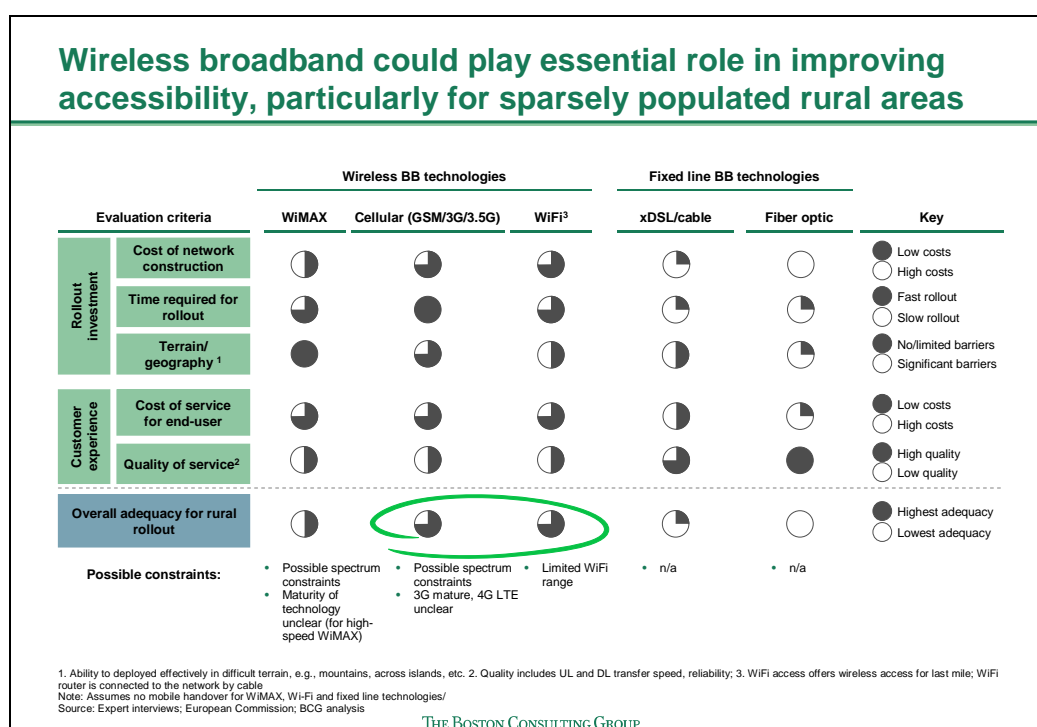 Wireless broadband could play essential role in improving
accessibility, particularly for sparsely populated rural areas
Wireless BB technologies
Fixed line BB technologies
Evaluation criteria
WiMAX
Cellular (GSM/3G/3.5G)
WiFi3
xDSL/cable
Fiber optic
Key
Rollout
investment
Cost of network
construction
Low costs
High costs
Time required for
rollout
Fast rollout
Slow rollout
Terrain/
geography 1
No/limited barriers
Significant barriers
Customer
experience
Cost of service
for end-user
Low costs
High costs
Quality of service2
High quality
Low quality
Overall adequacy for rural
rollout
Highest adequacy
Lowest adequacy
Possible constraints:
• Possible spectrum
constraints
• Maturity of
technology
unclear (for high-
speed WiMAX)
• Possible spectrum
constraints
• 3G mature, 4G LTE
unclear
• Limited WiFi
range
• n/a
• n/a
1. Ability to deployed effectively in difficult terrain, e.g., mountains, across islands, etc. 2. Quality includes UL and DL transfer speed, reliability; 3. WiFi access offers wireless access for last mile; WiFi
router is connected to the network by cable
Note: Assumes no mobile handover for WiMAX, Wi-Fi and fixed line technologies/
Source: Expert interviews; European Commission; BCG analysis
THE BOSTON CONSULTING GROUP